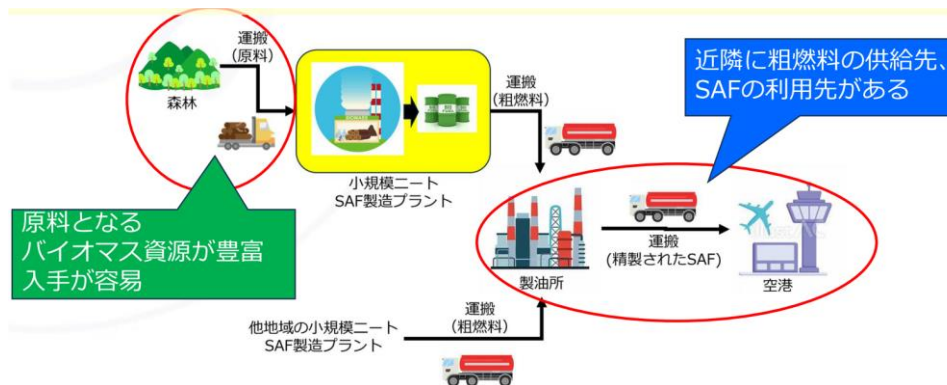 運搬
(原料)
森林
小規模ニート
SAF製造プラント
運搬
(粗燃料)
近隣に粗燃料の供給先、
SAFの利用先がある
原料となる
バイオマス資源が豊富
入手が容易
製油所
運搬
(精製されたSAF)
空港
他地域の小規模ニート
SAF製造プラント
運搬
(粗燃料)